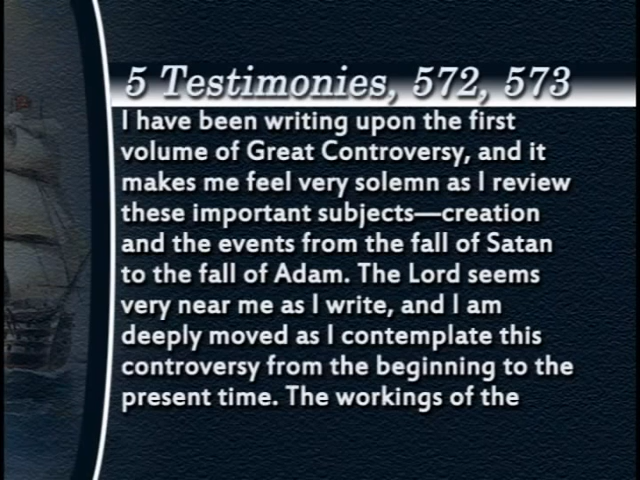 5 Testimonies, 572, 573
I have been writing upon the first
volume of Great Controversy, and it
makes me feel very solemn as I review
these important subjects—creation
and the events from the fall of Satan
to the fall of Adam. The Lord seems
very near me as I write, and I am
deeply moved as I contemplate this
controversy from the beginning to the
present time. The workings of the